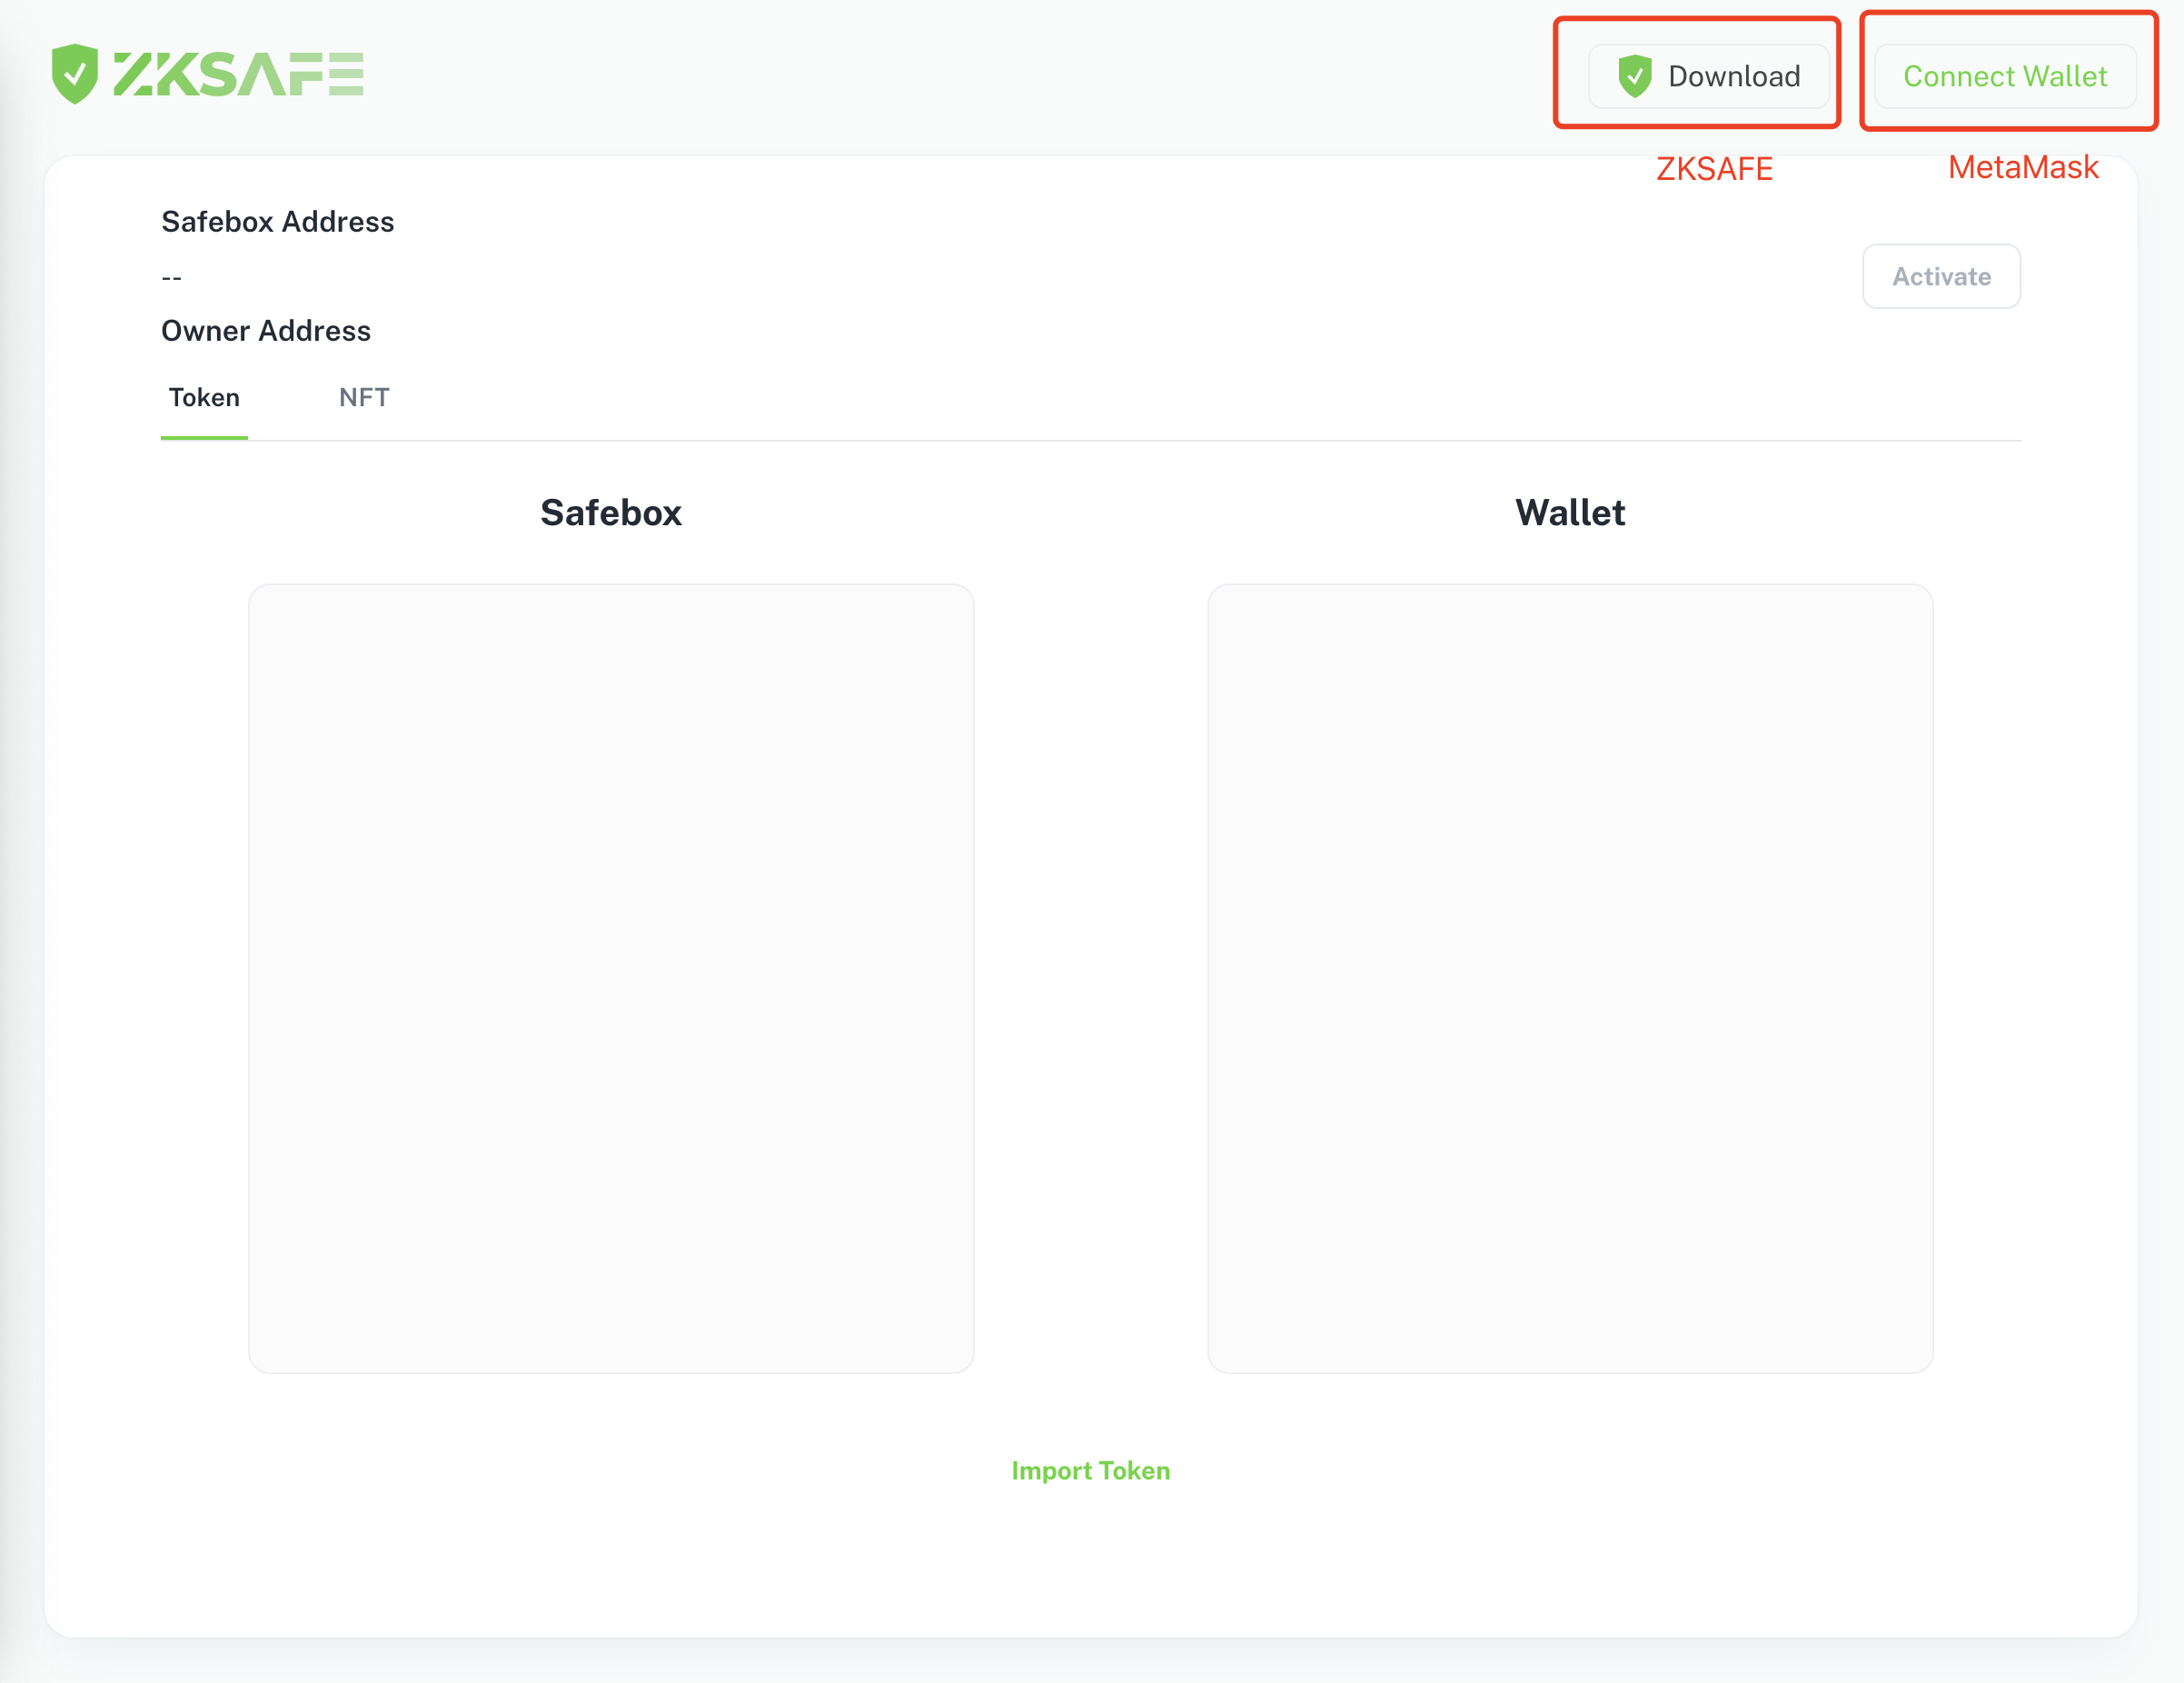 ZKSAFE
Download
Connect Wallet
ZKSAFE
MetaMask
Safebox Address
--
Activate
Owner Address
Token
NFT
Safebox
Wallet
Import Token